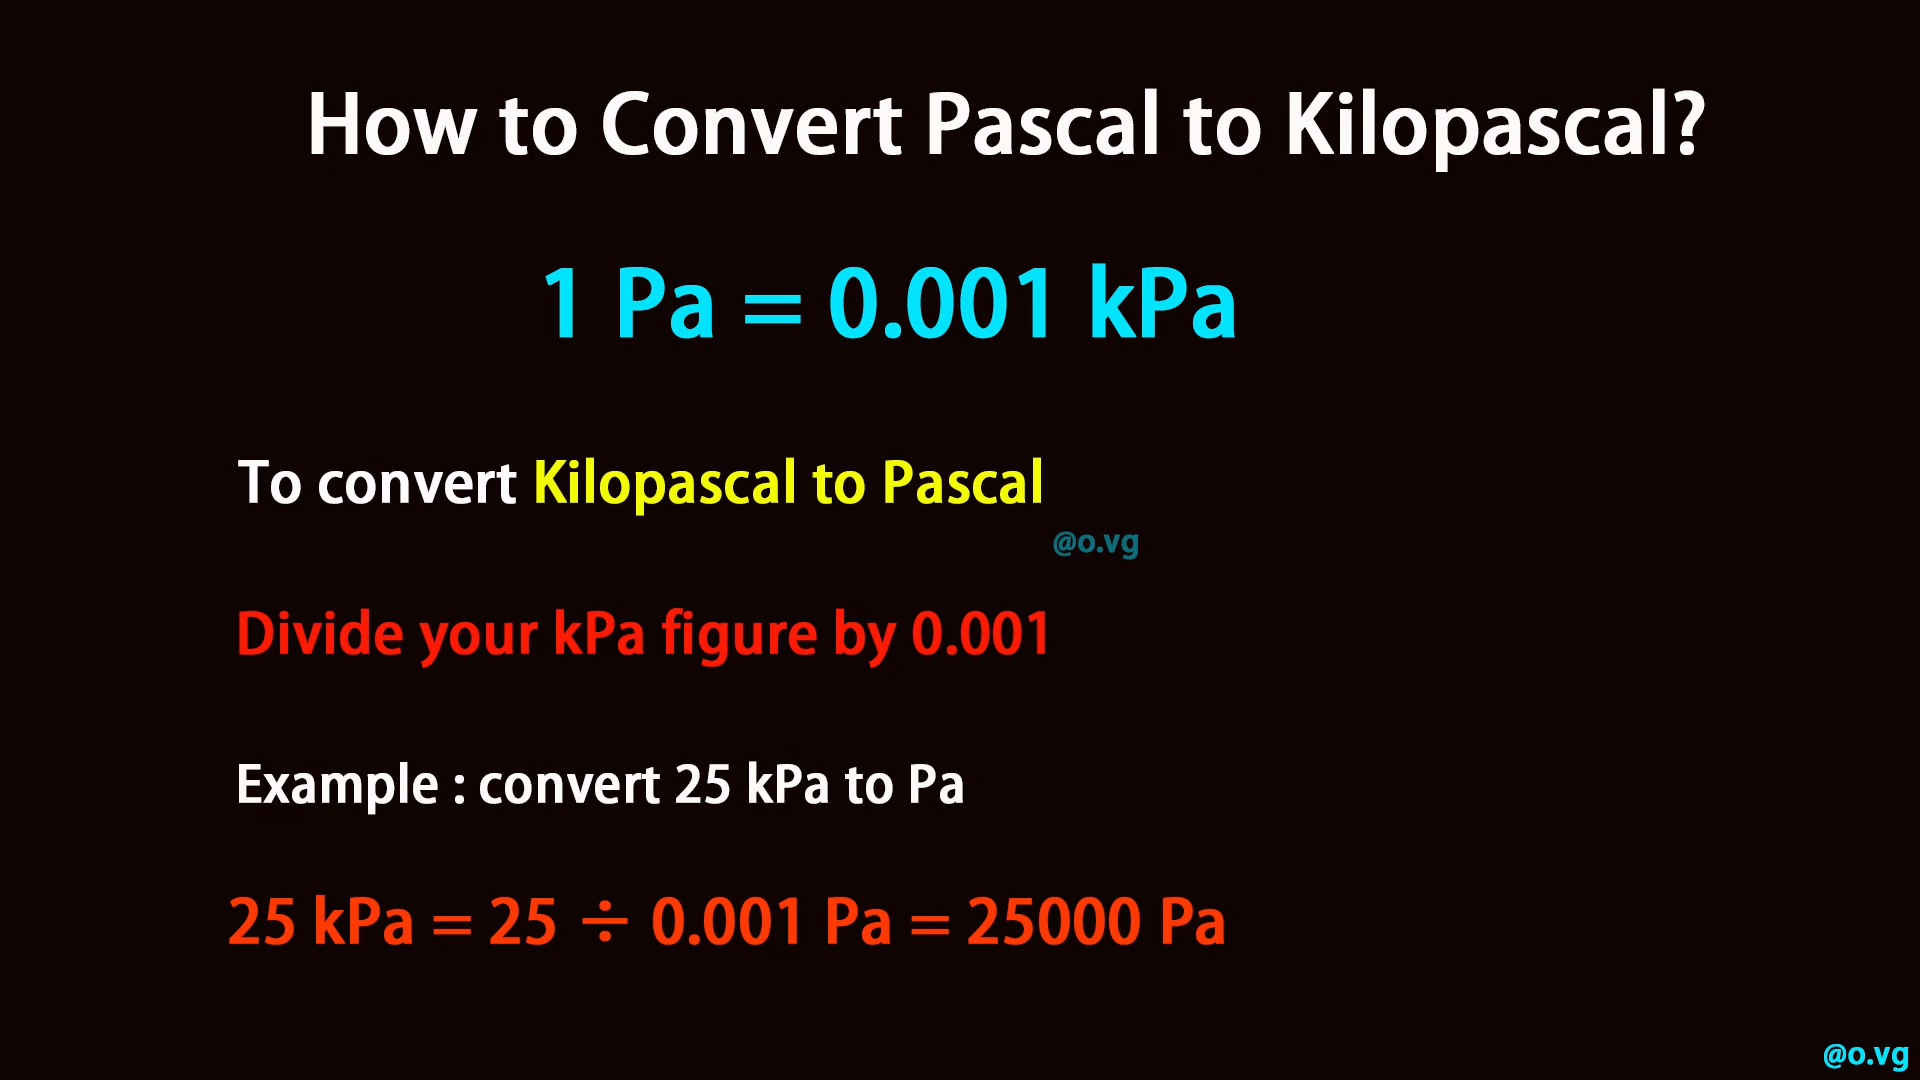 How to Convert Pascal to Kilopascal?
1 Pa = 0.001 kPa
To convert Kilopascal to Pascal
@o.vg
Divide your kPa figure by 0.001
Example : convert 25 kPa to Pa
25 kPa = 25 ÷ 0.001 Pa = 25000 Pa
@o.vg